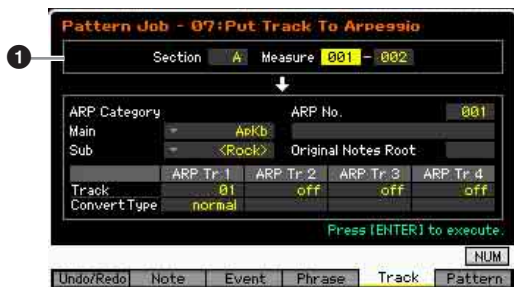 Pattern Job - 07:Put Track To Arpeggio
1
Section A Measure 001 - 002
ARP Category ARP No. 001
Main ApKb
Sub <Rock> Original Notes Root
ARP Tr 1 ARP Tr 2 ARP Tr 3 ARP Tr 4
Track 01 off off off
Convert Type normal
Press [ENTER] to execute.
NUM
Undo/Redo Note Event Phrase Track Pattern